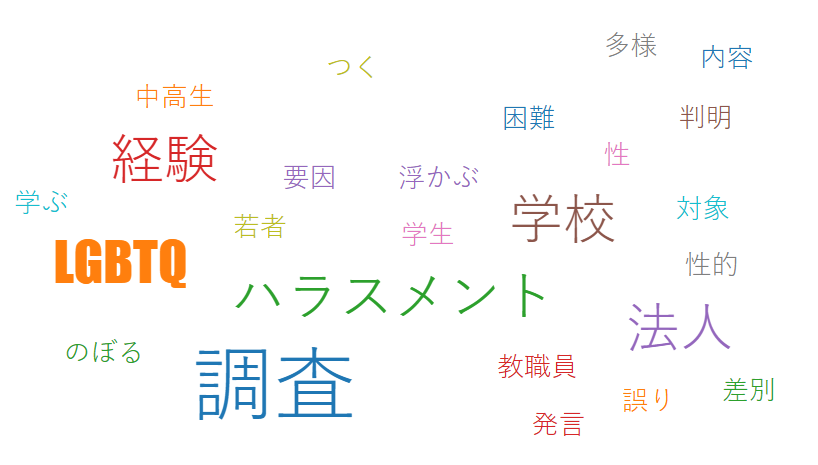 多様
内容
つく
中高生
困難
判明
経験
性
要因
浮かぶ
学ぶ
学校
対象
若者
学生
LGBTQ
性的
ハラスメント
法人
のぼる
調査
教職員
差別
誤り
発言